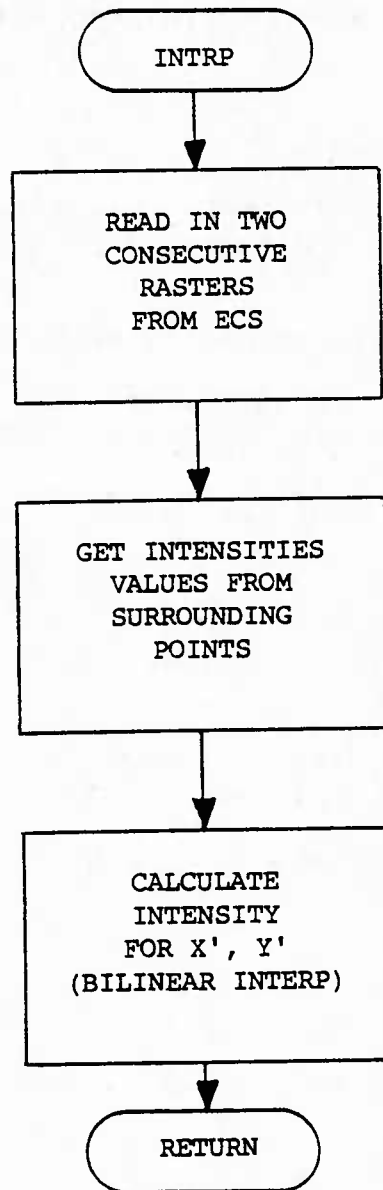 INTRP
READ IN TWO
CONSECUTIVE
RASTERS
FROM ECS
GET INTENSITIES
VALUES FROM
SURROUNDING
POINTS
CALCULATE
INTENSITY
FOR X', Y'
(BILINEAR INTERP)
RETURN